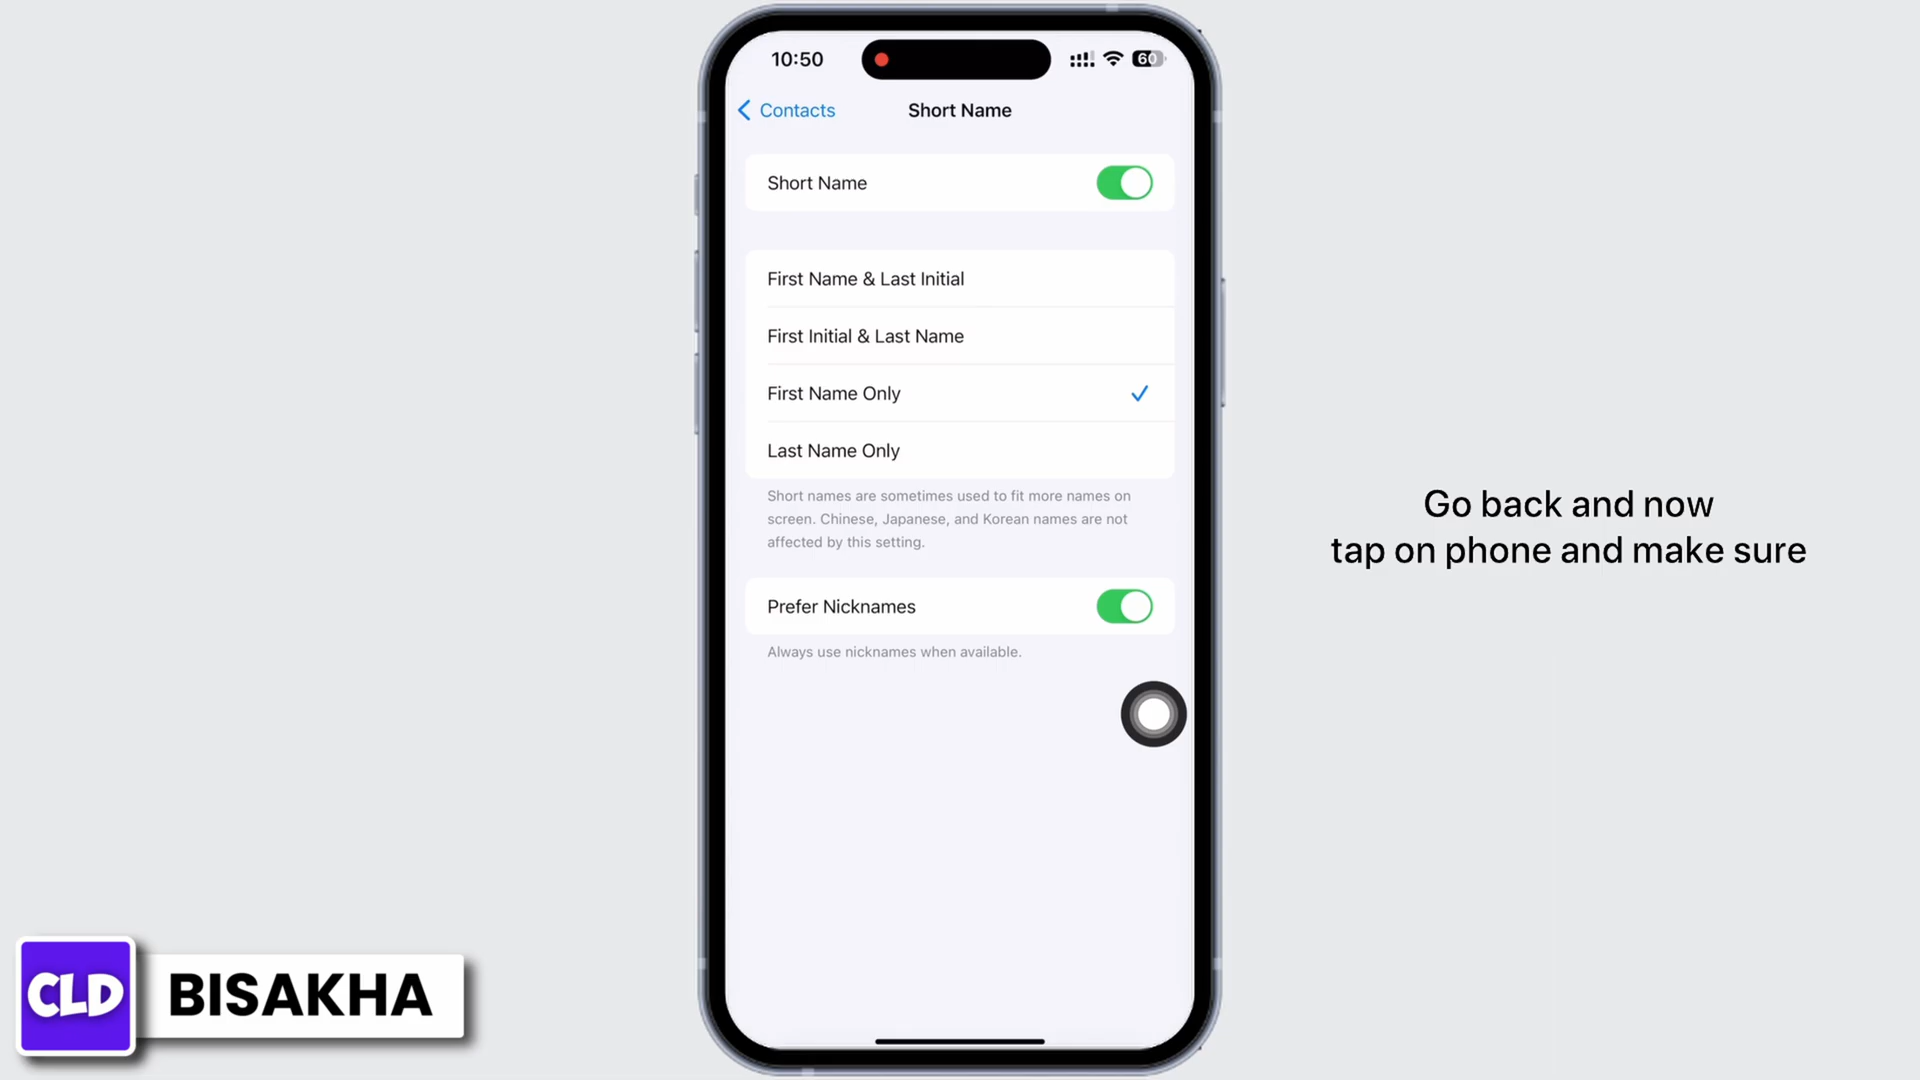 10:50
60
Contacts
Short Name
Short Name
First Name & Last Initial
First Initial & Last Name
First Name Only
Last Name Only
Short names are sometimes used to fit more names on
screen. Chinese, Japanese, and Korean names are not
affected by this setting.
Prefer Nicknames
Always use nicknames when available.
Go back and now
tap on phone and make sure
CLD
BISAKHA